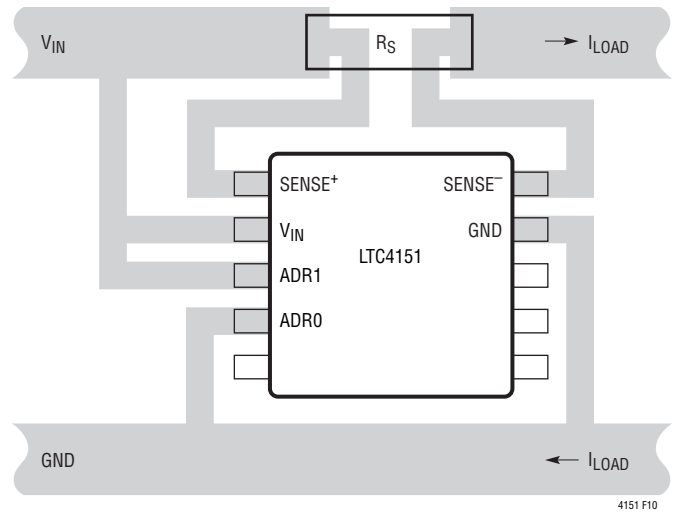 VIN
RS
ILOAD
SENSE+
SENSE–
VIN
GND
LTC4151
ADR1
ADR0
GND
ILOAD
4151 F10